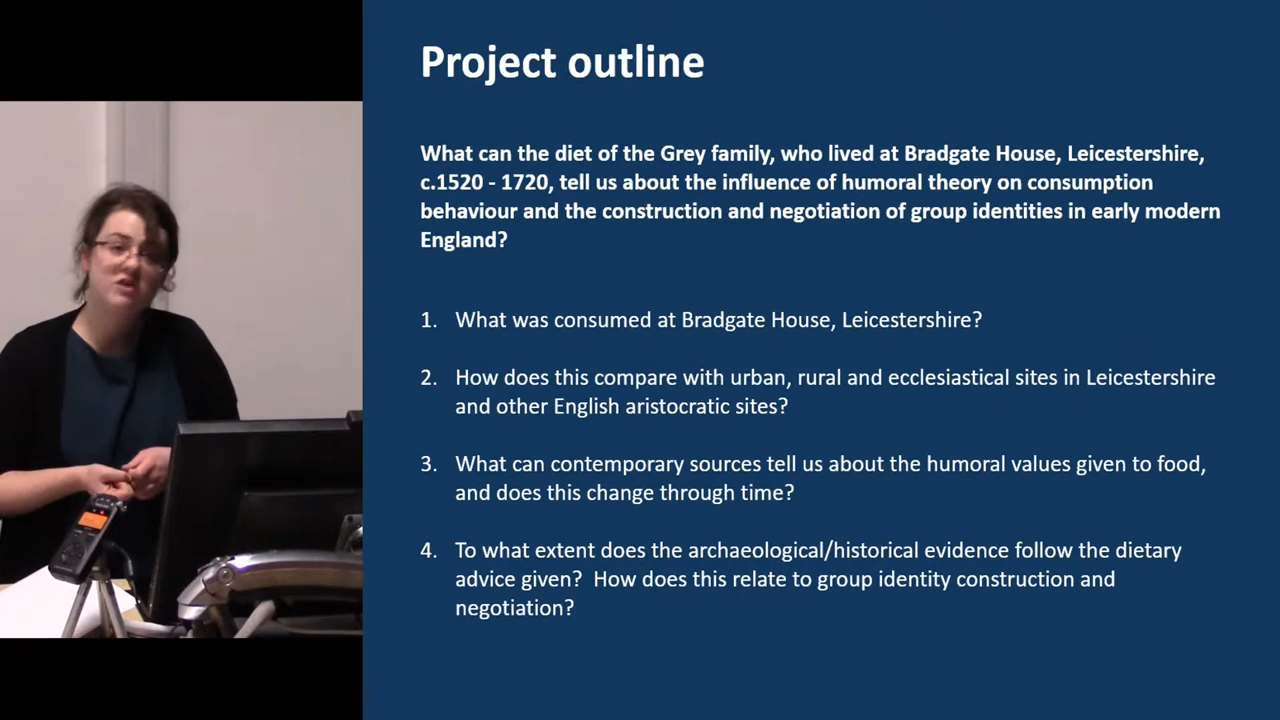 Project outline
What can the diet of the Grey family, who lived at Bradgate House, Leicestershire,
c.1520 - 1720, tell us about the influence of humoral theory on consumption
behaviour and the construction and negotiation of group identities in early modern
England?
1. What was consumed at Bradgate House, Leicestershire?
2. How does this compare with urban, rural and ecclesiastical sites in Leicestershire
and other English aristocratic sites?
3. What can contemporary sources tell us about the humoral values given to food,
and does this change through time?
4. To what extent does the archaeological/historical evidence follow the dietary
advice given?  How does this relate to group identity construction and
negotiation?